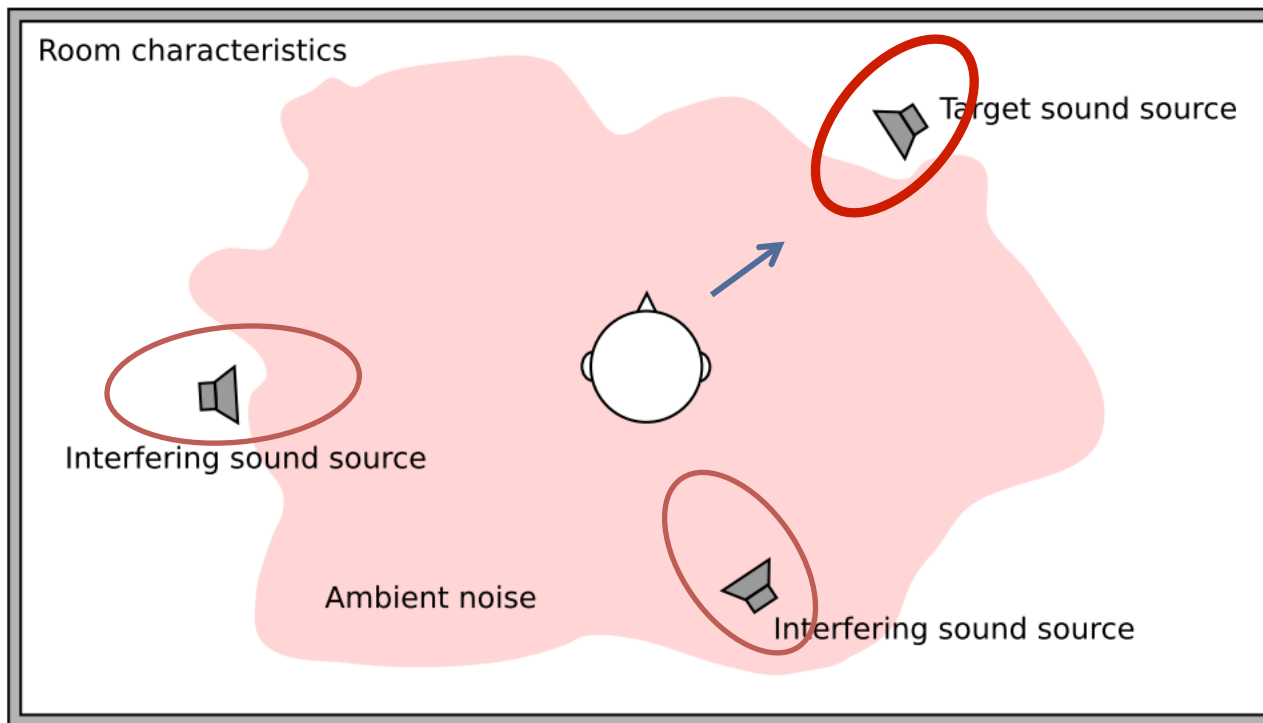 Room characteristics
Target sound source
Interfering sound source
Ambient noise
Interfering sound source